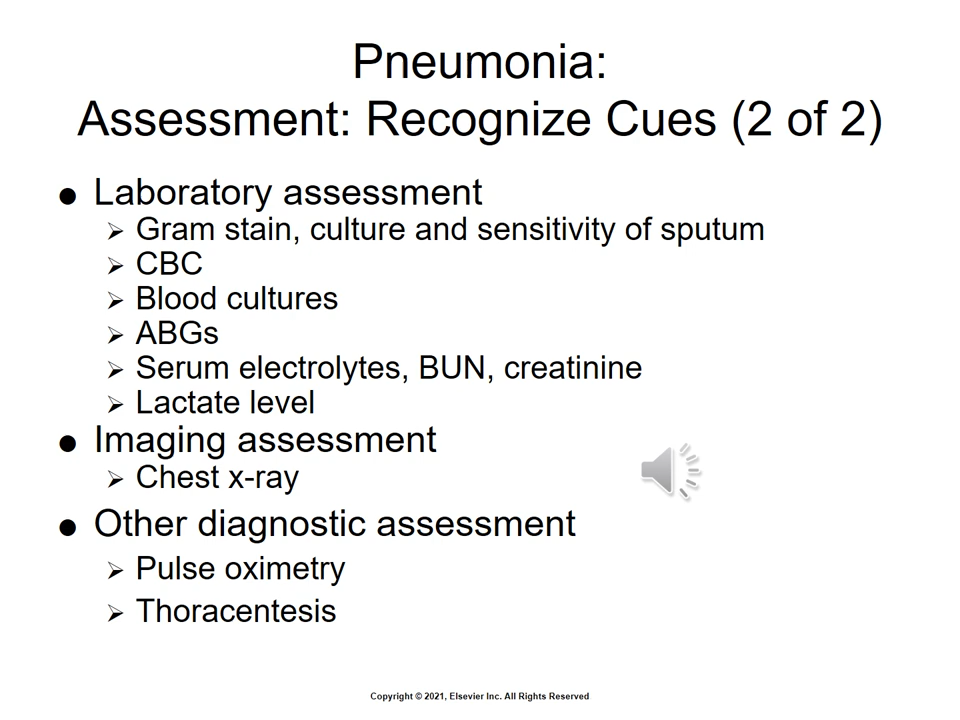 Pneumonia:
Assessment: Recognize Cues (2 of 2)
● Laboratory assessment
➢ Gram stain, culture and sensitivity of sputum
➢ CBC
➢ Blood cultures
➢ ABGs
➢ Serum electrolytes, BUN, creatinine
➢ Lactate level
● Imaging assessment
➢ Chest x-ray
● Other diagnostic assessment
➢ Pulse oximetry
➢ Thoracentesis
Copyright © 2021, Elsevier Inc. All Rights Reserved